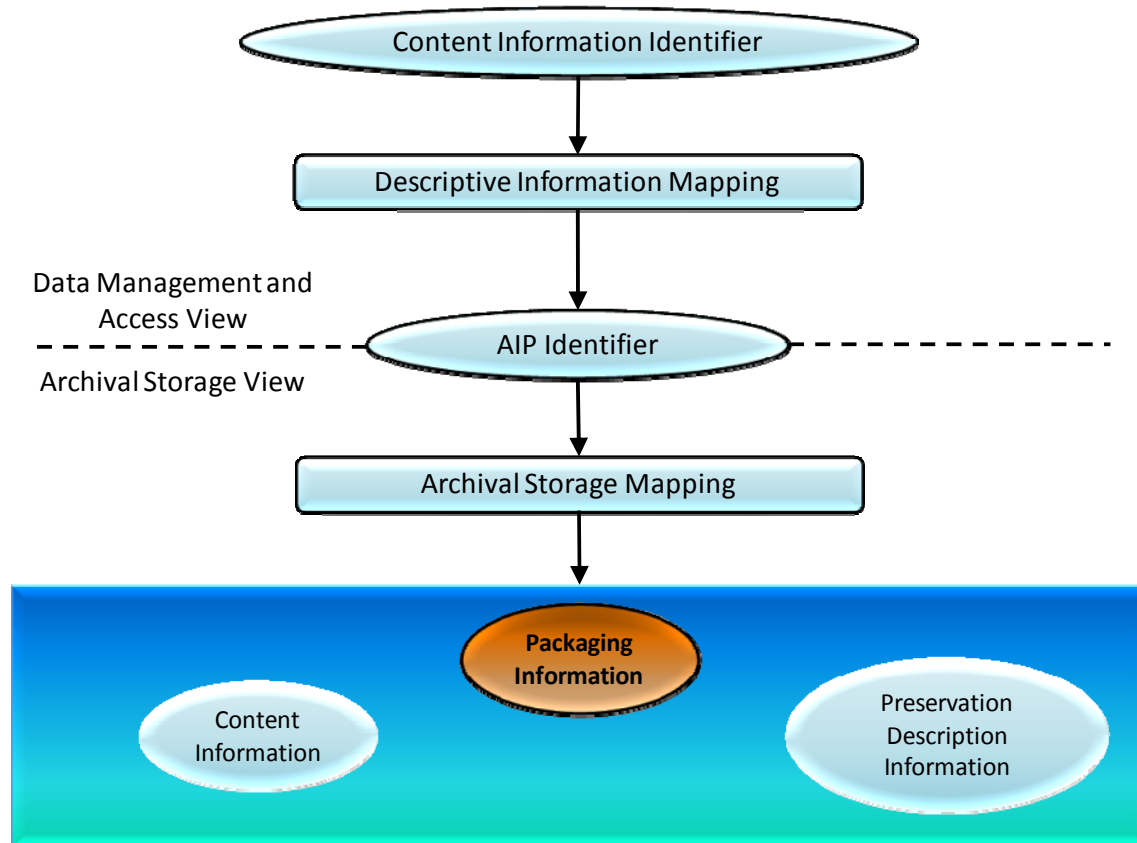 Content Information Identifier
Descriptive Information Mapping
Data Management and
Access View
AIP Identifier
Archival Storage View
Archival Storage Mapping
Packaging
Information
Content
Information
Preservation
Description
Information